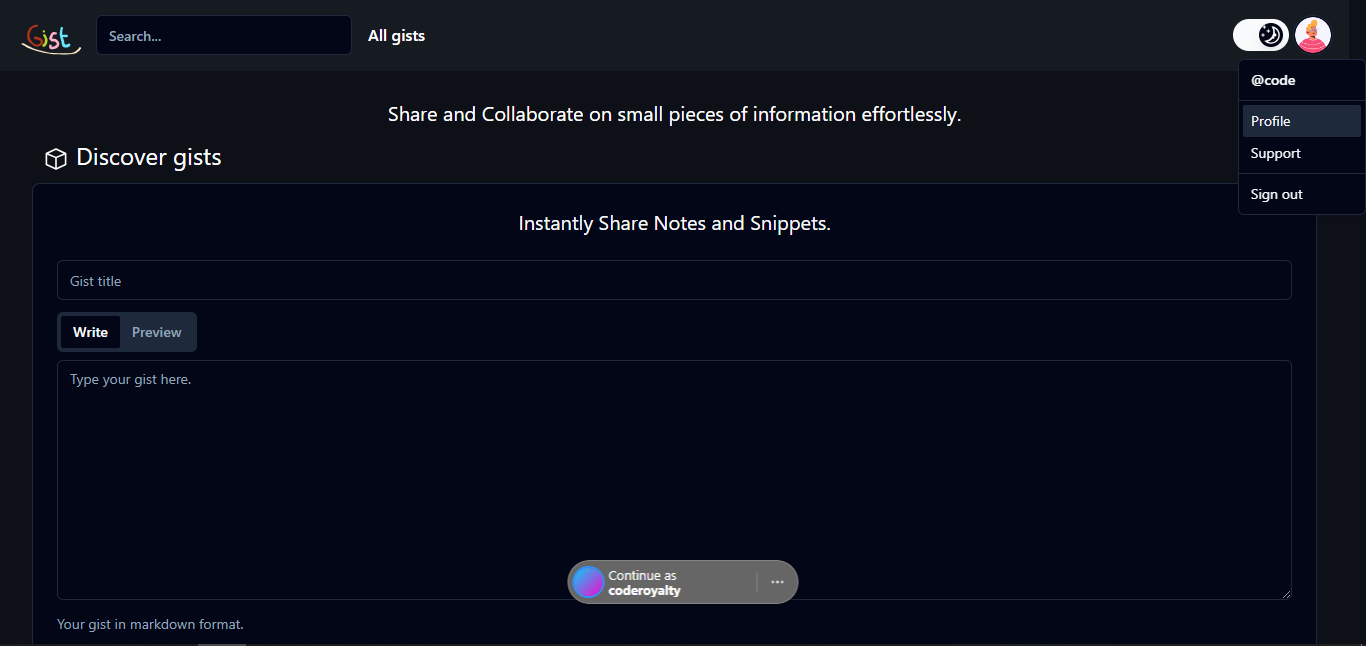 Gist
Search...
All gists
@code
Profile
Support
Sign out
Share and Collaborate on small pieces of information effortlessly.
Discover gists
Instantly Share Notes and Snippets.
Gist title
Write
Preview
Type your gist here.
Continue as
coderoyalty
Your gist in markdown format.